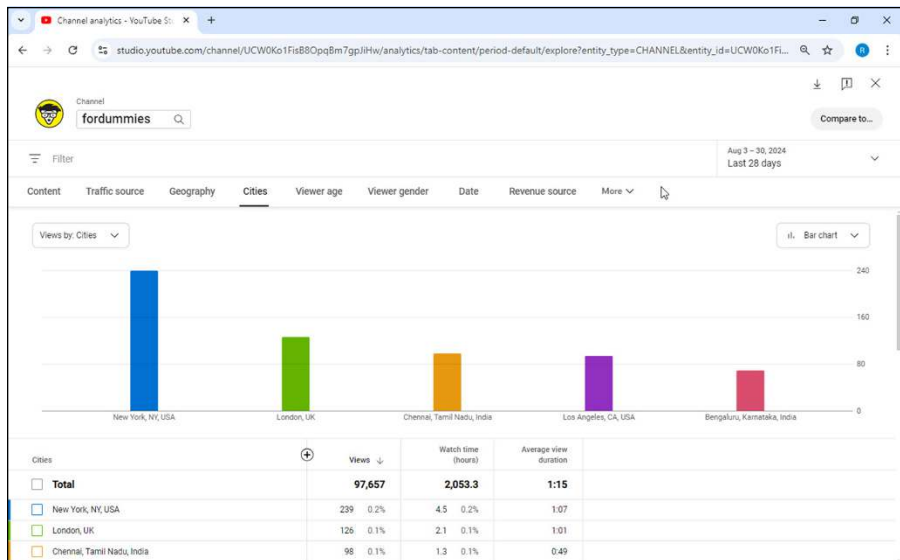 Channel analytics - YouTube St
studio.youtube.com/channel/UCW0Ko1FisB8OpqBm7gpJiHw/analytics/tab-content/period-default/explore?entity_type=CHANNEL&entity_id=UCW0Ko1Fi...
R
Channel
fordummies
Compare to...
Filter
Aug 3 – 30, 2024
Last 28 days
Content Traffic source Geography Cities Viewer age Viewer gender Date Revenue source More
Views by: Cities
Bar chart
240
160
80
0
New York, NY, USA London, UK Chennai, Tamil Nadu, India Los Angeles, CA, USA Bengaluru, Karnataka, India
Cities Views Watch time (hours) Average view duration
Total 97,657 2,053.3 1:15
New York, NY, USA 239 0.2% 4.5 0.2% 1:07
London, UK 126 0.1% 2.1 0.1% 1:01
Chennai, Tamil Nadu, India 98 0.1% 1.3 0.1% 0:49